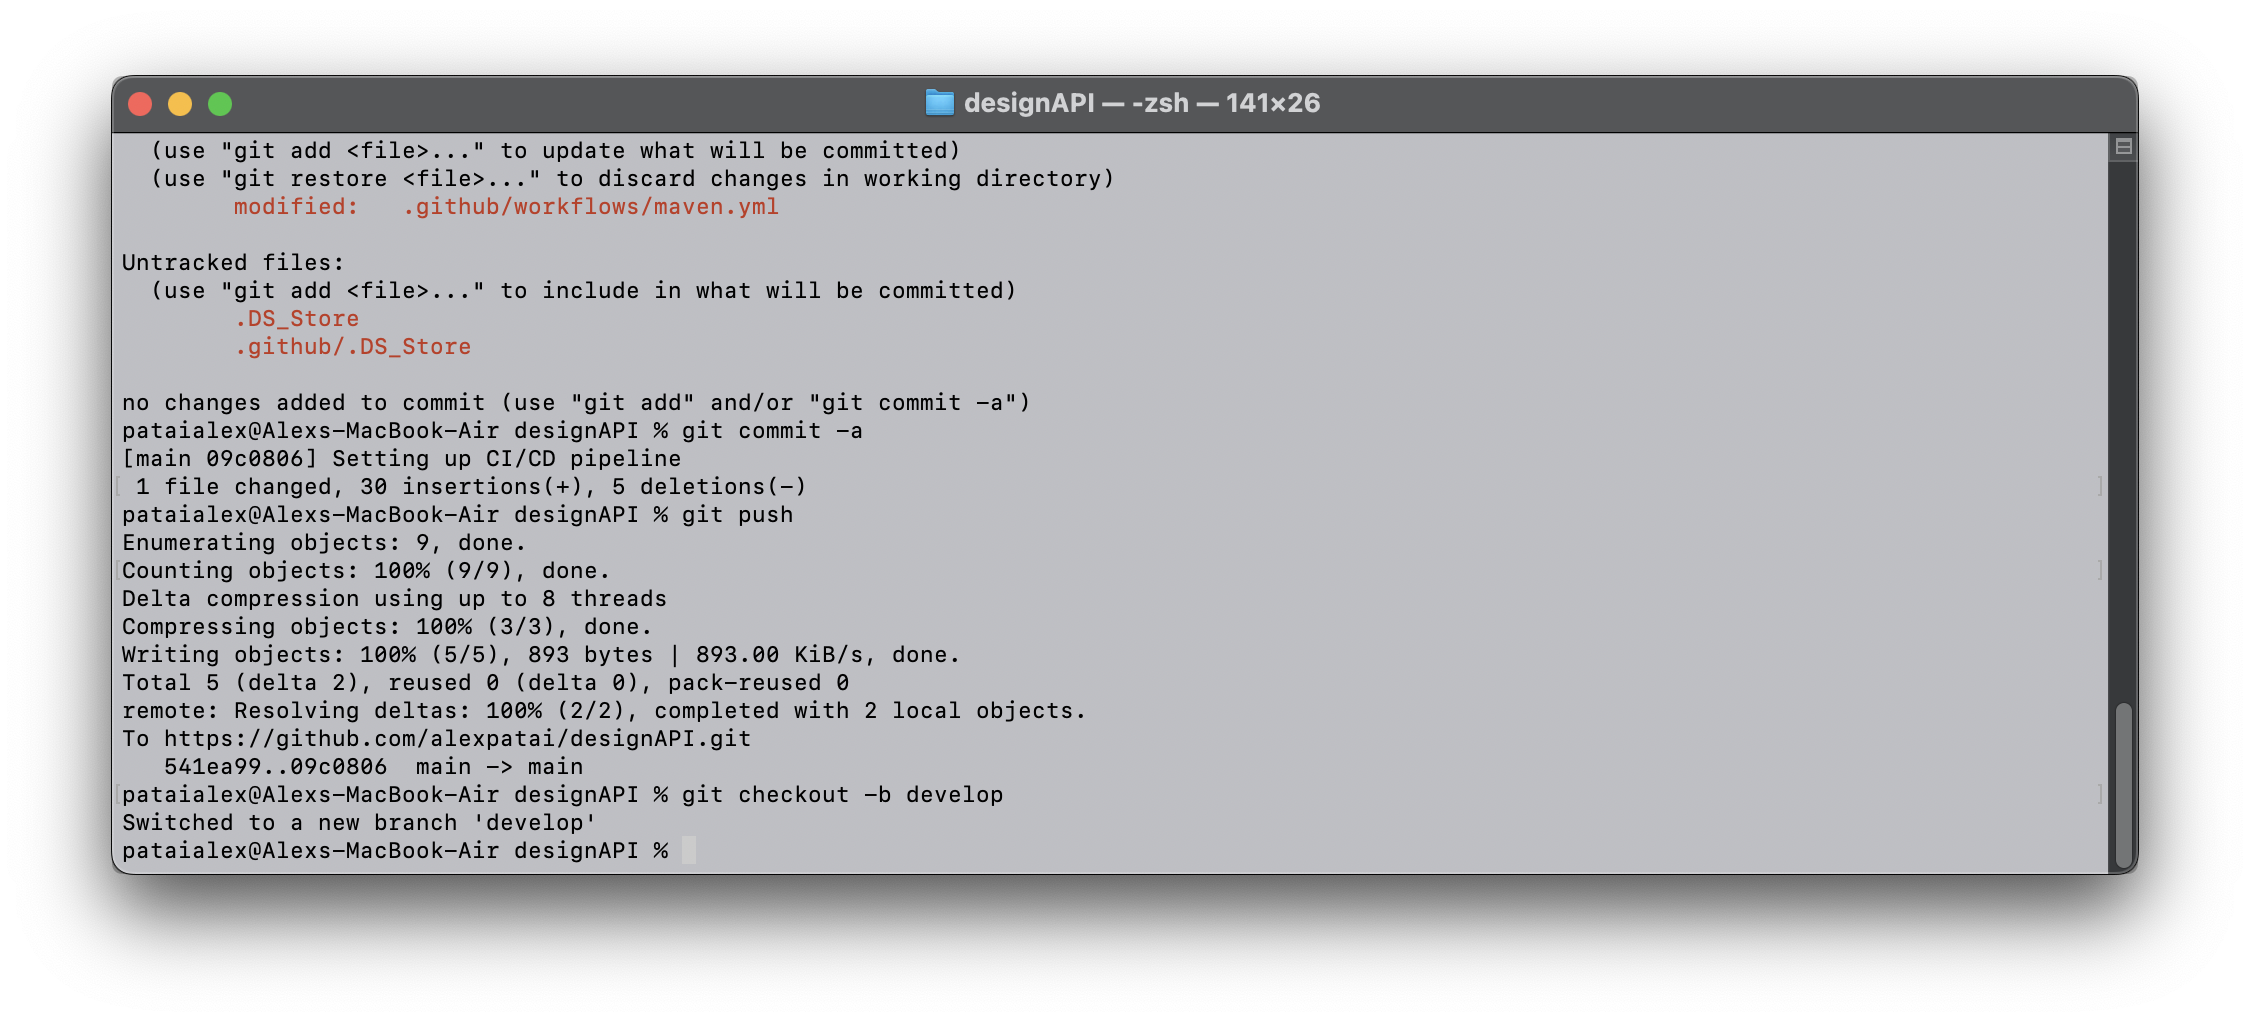 designAPI — -zsh — 141×26
(use "git add <file>..." to update what will be committed)
(use "git restore <file>..." to discard changes in working directory)
modified:   .github/workflows/maven.yml
Untracked files:
(use "git add <file>..." to include in what will be committed)
.DS_Store
.github/.DS_Store
no changes added to commit (use "git add" and/or "git commit -a")
pataialex@Alexs-MacBook-Air designAPI % git commit -a
[main 09c0806] Setting up CI/CD pipeline
1 file changed, 30 insertions(+), 5 deletions(-)
pataialex@Alexs-MacBook-Air designAPI % git push
Enumerating objects: 9, done.
Counting objects: 100% (9/9), done.
Delta compression using up to 8 threads
Compressing objects: 100% (3/3), done.
Writing objects: 100% (5/5), 893 bytes | 893.00 KiB/s, done.
Total 5 (delta 2), reused 0 (delta 0), pack-reused 0
remote: Resolving deltas: 100% (2/2), completed with 2 local objects.
To https://github.com/alexpatai/designAPI.git
541ea99..09c0806  main -> main
pataialex@Alexs-MacBook-Air designAPI % git checkout -b develop
Switched to a new branch 'develop'
pataialex@Alexs-MacBook-Air designAPI %